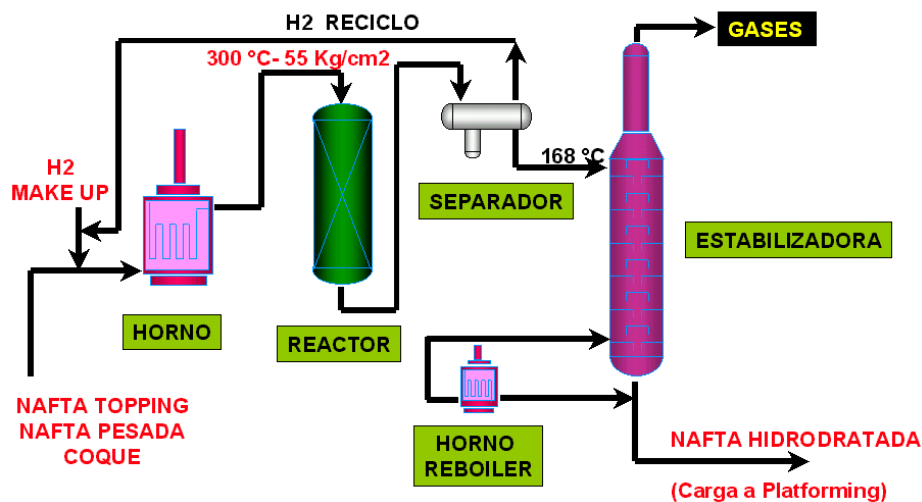 H2 RECICLO
GASES
300 °C- 55 Kg/cm2
H2
MAKE UP
168 °C
SEPARADOR
ESTABILIZADORA
HORNO
REACTOR
NAFTA TOPPING
NAFTA PESADA
COQUE
HORNO
REBOILER
NAFTA HIDRODRATADA
(Carga a Platforming)